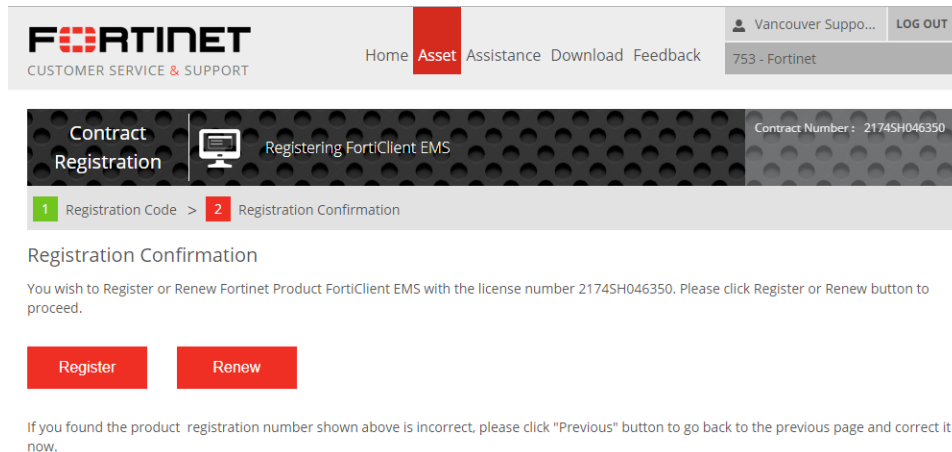 FORTINET
CUSTOMER SERVICE & SUPPORT
Home Asset Assistance Download Feedback
Vancouver Suppo... LOG OUT
753 - Fortinet
Contract
Registration
Registering FortiClient EMS
Contract Number : 2174SH046350
1 Registration Code > 2 Registration Confirmation
Registration Confirmation
You wish to Register or Renew Fortinet Product FortiClient EMS with the license number 2174SH046350. Please click Register or Renew button to
proceed.
Register Renew
If you found the product registration number shown above is incorrect, please click "Previous" button to go back to the previous page and correct it
now.